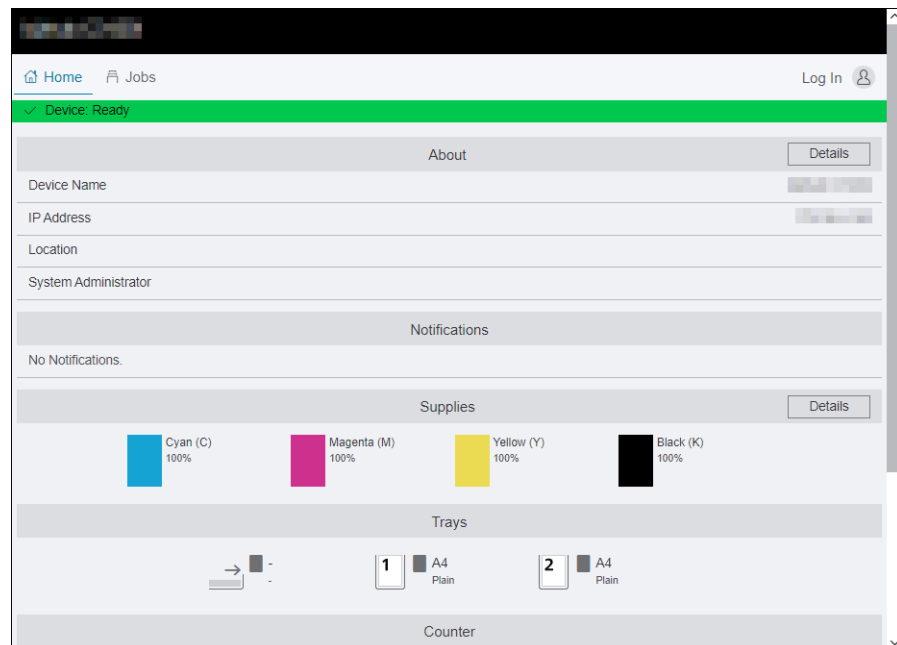 Home Jobs Log In
Device: Ready
About Details
Device Name
IP Address
Location
System Administrator
Notifications
No Notifications.
Supplies Details
Cyan (C) Magenta (M) Yellow (Y) Black (K)
100% 100% 100% 100%
Trays
- 1 A4 2 A4
- Plain Plain
Counter